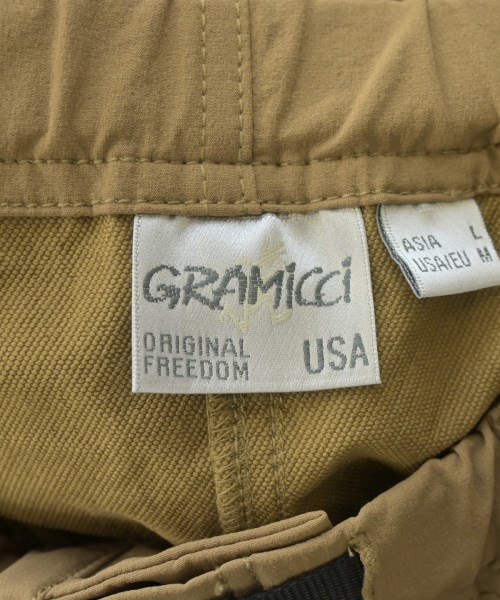 GRAMiCCi
ORIGINAL
FREEDOM
USA
ASIA L
USA/EU M